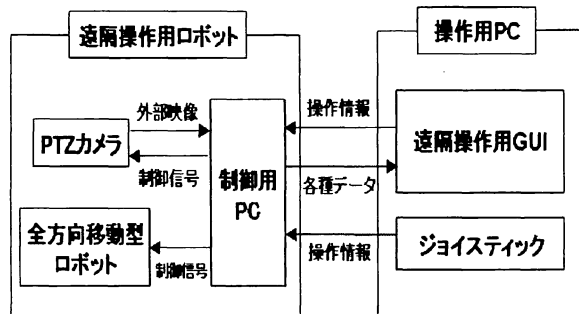 遠隔操作用ロボット
操作用PC
外部映像
PTZカメラ
制御信号
制御用
PC
全方向移動型
ロボット
制御信号
操作情報
遠隔操作用GUI
各種データ
操作情報
ジョイスティック